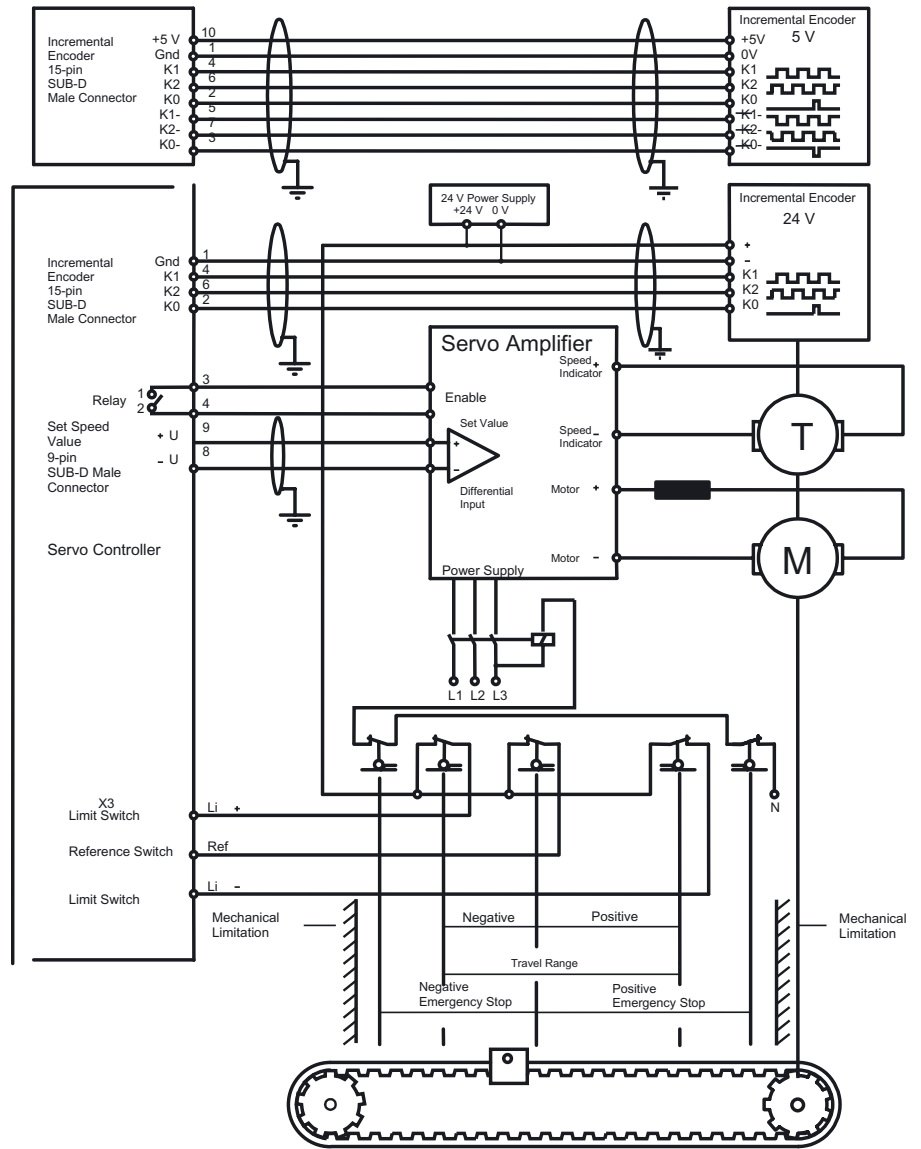 Incremental
Encoder
15-pin
SUB-D
Male Connector
+5 V
Gnd
K1
K2
K0
K1-
K2-
K0-
10
1
4
6
2
5
7
3
Incremental Encoder
5 V
+5V
0V
K1
K2
K0
K1-
K2-
K0-
24 V Power Supply
+24 V 0 V
Incremental Encoder
24 V
+
-
K1
K2
K0
Incremental
Encoder
15-pin
SUB-D
Male Connector
Gnd
K1
K2
K0
1
4
6
2
Servo Amplifier
Speed +
Indicator
Enable
Set Value
+
-
Differential
Input
Speed -
Indicator
Motor +
Motor -
Power Supply
T
M
Relay
1
2
3
4
9
8
Set Speed
Value
9-pin
SUB-D Male
Connector
+ U
- U
Servo Controller
L1 L2 L3
N
X3
Limit Switch
Li +
Reference Switch
Ref
Limit Switch
Li -
Mechanical
Limitation
Negative
Positive
Mechanical
Limitation
Travel Range
Negative
Emergency Stop
Positive
Emergency Stop